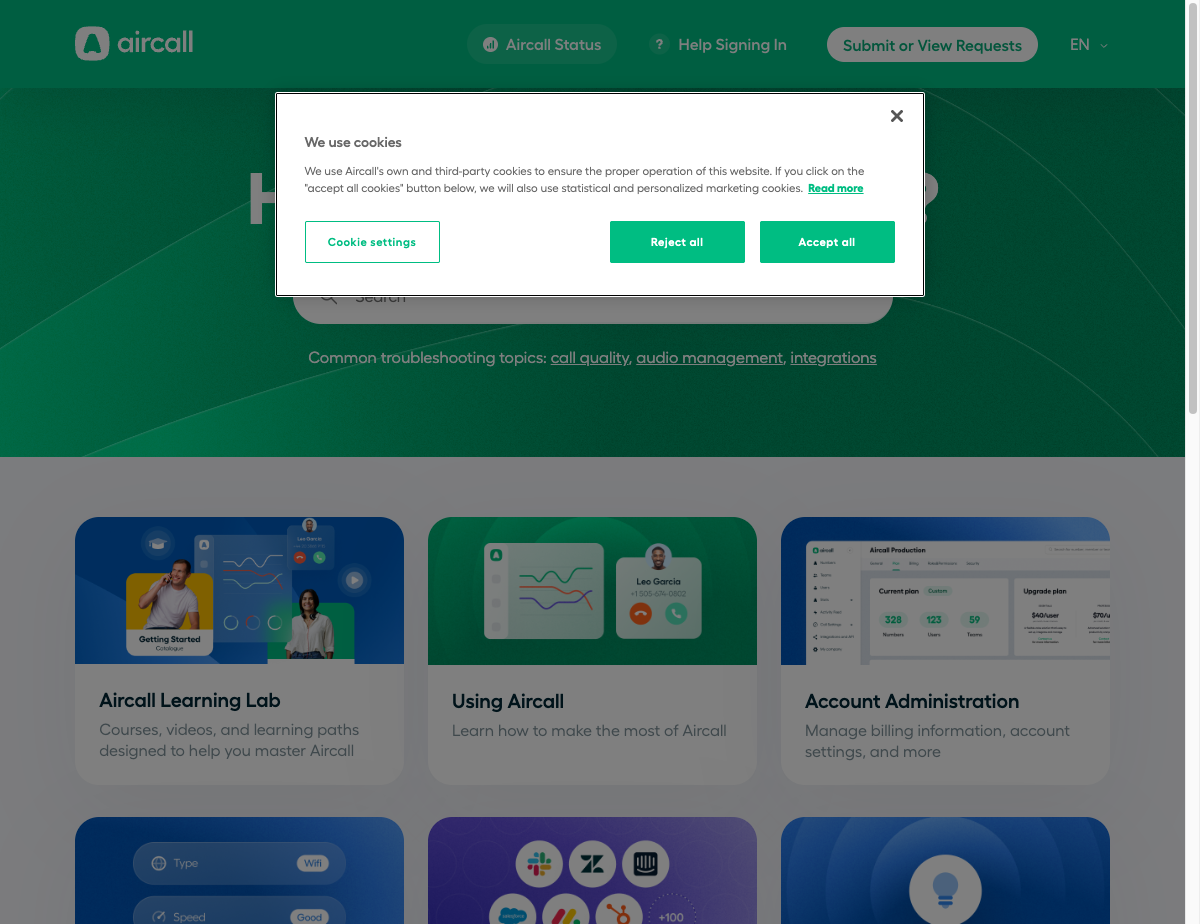 aircall
Aircall Status
? Help Signing In
Submit or View Requests
EN
We use cookies
We use Aircall's own and third-party cookies to ensure the proper operation of this website. If you click on the
"accept all cookies" button below, we will also use statistical and personalized marketing cookies. Read more
Cookie settings
Reject all
Accept all
H
?
Search
Common troubleshooting topics: call quality, audio management, integrations
Leo Garcia
Getting Started
Catalogue
Aircall Learning Lab
Courses, videos, and learning paths
designed to help you master Aircall
Leo Garcia
+1 505-674-0802
Using Aircall
Learn how to make the most of Aircall
aircall
Aircall Production
Current plan
Custom
328
123
59
Numbers
Users
Teams
Upgrade plan
$40/user
$70/u
Account Administration
Manage billing information, account
settings, and more
Type
Wifi
Speed
Good
salesforce
+100